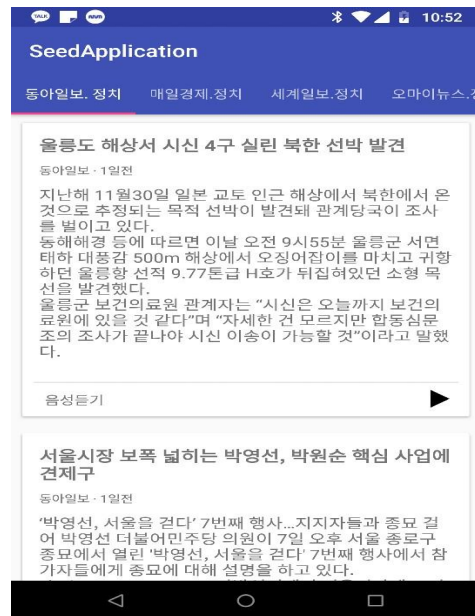 TALK
10:52
SeedApplication
동아일보. 정치
매일경제.정치
세계일보.정치
오마이뉴스.
울릉도 해상서 시신 4구 실린 북한 선박 발견
동아일보 · 1일전
지난해 11월30일 일본 교토 인근 해상에서 북한에서 온
것으로 추정되는 목적 선박이 발견돼 관계당국이 조사
를 벌이고 있다.
동해해경 등에 따르면 이날 오전 9시55분 울릉군 서면
태하 대풍감 500m 해상에서 오징어잡이를 마치고 귀항
하던 울릉항 선적 9.77톤급 H호가 뒤집혀있던 소형 목
선을 발견했다.
울릉군 보건의료원 관계자는 “시신은 오늘까지 보건의
료원에 있을 것 같다”며 “자세한 건 모르지만 합동심문
조의 조사가 끝나야 시신 이송이 가능할 것”이라고 말했
다.
음성듣기
서울시장 보폭 넓히는 박영선, 박원순 핵심 사업에
견제구
동아일보 · 1일전
‘박영선, 서울을 걷다’ 7번째 행사...지지자들과 종묘 걸
어 박영선 더불어민주당 의원이 7일 오후 서울 종로구
종묘에서 열린 ‘박영선, 서울을 걷다’ 7번째 행사에서 참
가자들에게 종묘에 대해 설명을 하고 있다.